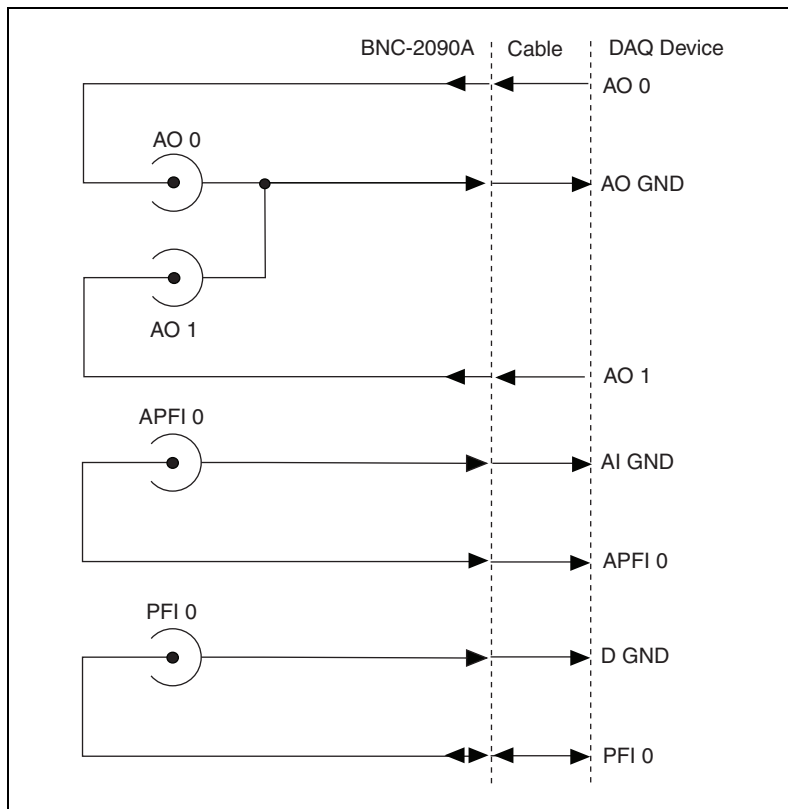 BNC-2090A Cable DAQ Device
AO 0
AO 0
AO GND
AO 1
AO 1
APFI 0
AI GND
APFI 0
PFI 0
D GND
PFI 0